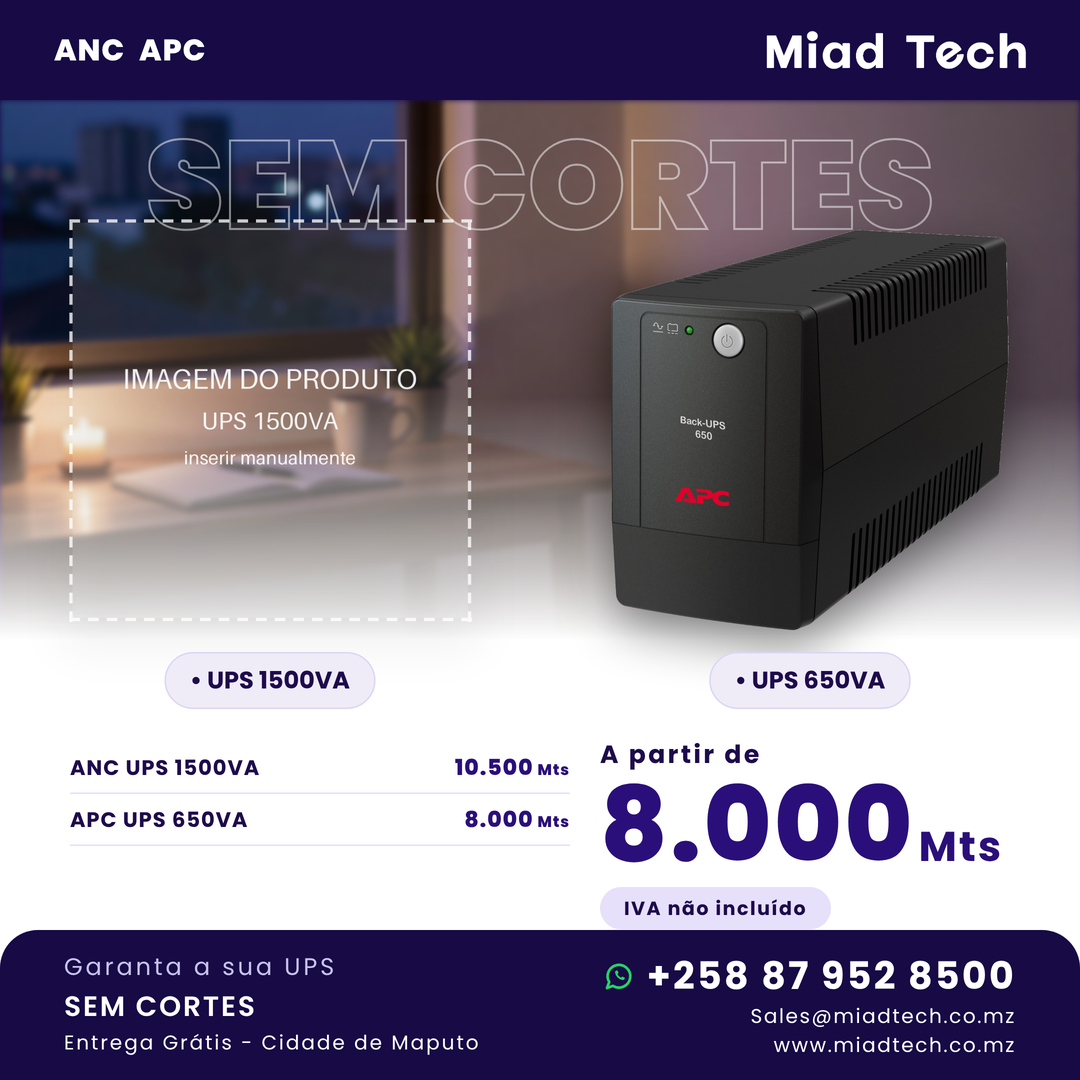 ANC APC
Miad Tech
SEM CORTES
IMAGEM DO PRODUTO
UPS 1500VA
inserir manualmente
Back-UPS
650
APC
• UPS 1500VA
• UPS 650VA
ANC UPS 1500VA 10.500 Mts
APC UPS 650VA 8.000 Mts
A partir de
8.000 Mts
IVA não incluído
Garanta a sua UPS
SEM CORTES
Entrega Grátis - Cidade de Maputo
+258 87 952 8500
Sales@miadtech.co.mz
www.miadtech.co.mz